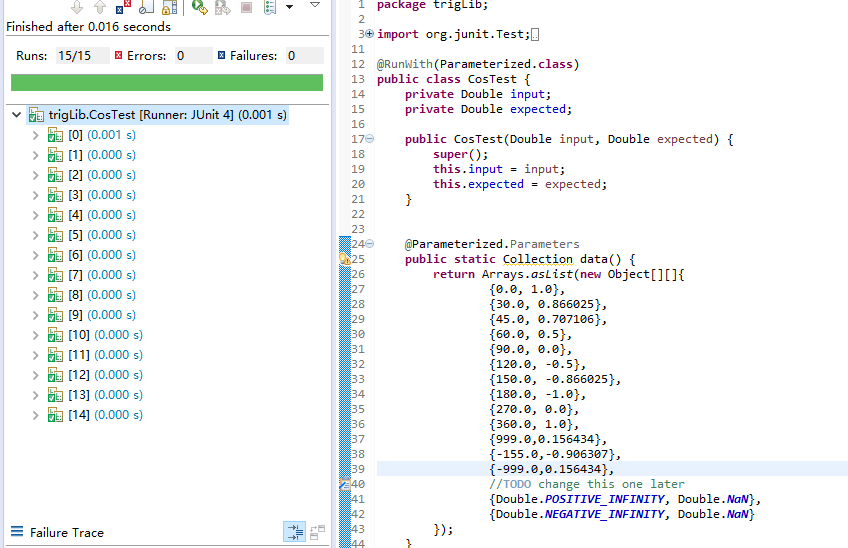 Finished after 0.016 seconds
Runs: 15/15 Errors: 0 Failures: 0
trigLib.CosTest [Runner: JUnit 4] (0.001 s)
[0] (0.001 s)
[1] (0.000 s)
[2] (0.000 s)
[3] (0.000 s)
[4] (0.000 s)
[5] (0.000 s)
[6] (0.000 s)
[7] (0.000 s)
[8] (0.000 s)
[9] (0.000 s)
[10] (0.000 s)
[11] (0.000 s)
[12] (0.000 s)
[13] (0.000 s)
[14] (0.000 s)
Failure Trace
1 package trigLib;
2
3 import org.junit.Test;
11
12 @RunWith(Parameterized.class)
13 public class CosTest {
14 private Double input;
15 private Double expected;
16
17 public CosTest(Double input, Double expected) {
18 super();
19 this.input = input;
20 this.expected = expected;
21 }
22
23
24 @Parameterized.Parameters
25 public static Collection data() {
26 return Arrays.asList(new Object[][]{
27 {0.0, 1.0},
28 {30.0, 0.866025},
29 {45.0, 0.707106},
30 {60.0, 0.5},
31 {90.0, 0.0},
32 {120.0, -0.5},
33 {150.0, -0.866025},
34 {180.0, -1.0},
35 {270.0, 0.0},
36 {360.0, 1.0},
37 {999.0,0.156434},
38 {-155.0,-0.906307},
39 {-999.0,0.156434},
40 //TODO change this one later
41 {Double.POSITIVE_INFINITY, Double.NaN},
42 {Double.NEGATIVE_INFINITY, Double.NaN}
43 });
44 }